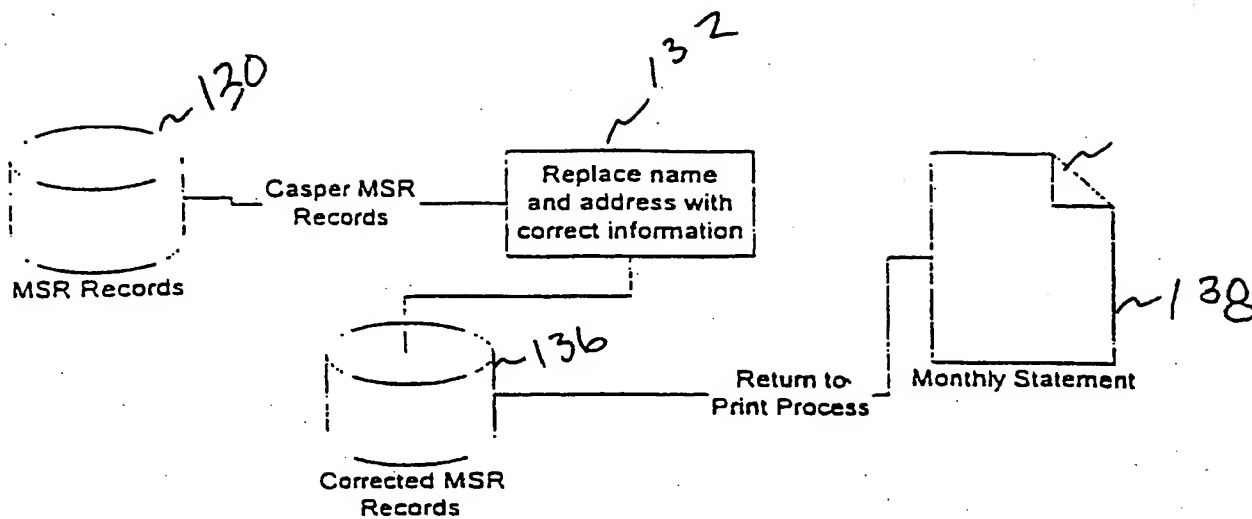 130
132
Casper MSR
Records
Replace name
and address with
correct information
MSR Records
136
138
Return to
Print Process
Monthly Statement
Corrected MSR
Records